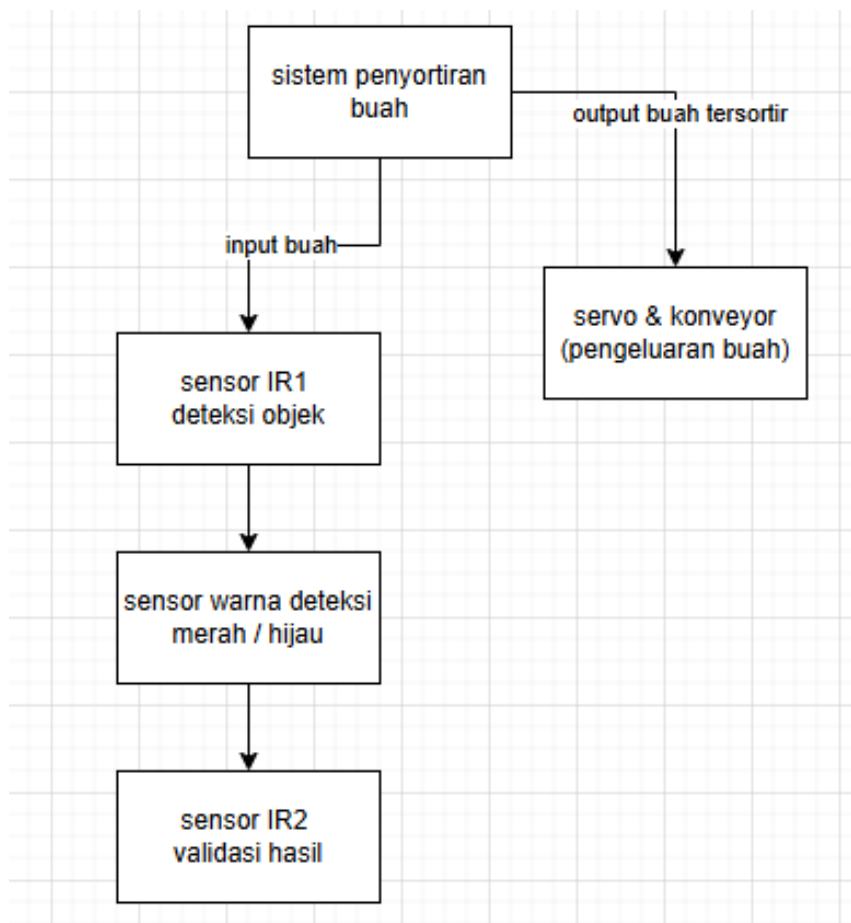 sistem penyortiran
buah
output buah tersortir
input buah
servo & konveyor
(pengeluaran buah)
sensor IR1
deteksi objek
sensor warna deteksi
merah / hijau
sensor IR2
validasi hasil